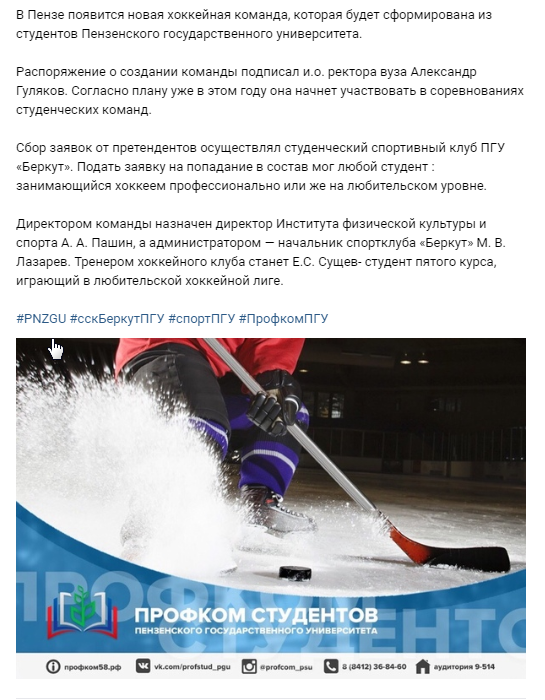 В Пензе появится новая хоккейная команда, которая будет сформирована из
студентов Пензенского государственного университета.
Распоряжение о создании команды подписал и.о. ректора вуза Александр
Гуляков. Согласно плану уже в этом году она начнет участвовать в соревнованиях
студенческих команд.
Сбор заявок от претендентов осуществлял студенческий спортивный клуб ПГУ
«Беркут». Подать заявку на попадание в состав мог любой студент :
занимающийся хоккеем профессионально или же на любительском уровне.
Директором команды назначен директор Института физической культуры и
спорта А. А. Пашин, а администратором — начальник спортклуба «Беркут» М. В.
Лазарев. Тренером хоккейного клуба станет Е.С. Сущев- студент пятого курса,
играющий в любительской хоккейной лиге.
#PNZGU #сскБеркутПГУ #спортПГУ #ПрофкомПГУ
ПРОФКОМ
СТУДЕНТО
ПРОФКОМ СТУДЕНТОВ
ПЕНЗЕНСКОГО ГОСУДАРСТВЕННОГО УНИВЕРСИТЕТА
профком58.рф vk.com/profstud_pgu #profcom_psu 8 (8412) 36-84-60 аудитория 9-514